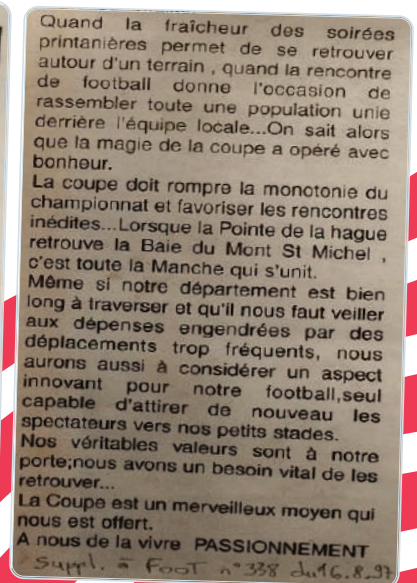 Quand la fraîcheur des soirées
printanières permet de se retrouver
autour d'un terrain , quand la rencontre
de football donne l'occasion de
rassembler toute une population unie
derrière l'équipe locale...On sait alors
que la magie de la coupe a opéré avec
bonheur.
La coupe doit rompre la monotonie du
championnat et favoriser les rencontres
inédites...Lorsque la Pointe de la hague
retrouve la Baie du Mont St Michel ,
c'est toute la Manche qui s'unit.
Même si notre département est bien
long à traverser et qu'il nous faut veiller
aux dépenses engendrées par des
déplacements trop fréquents, nous
aurons aussi à considérer un aspect
innovant pour notre football,seul
capable d'attirer de nouveau les
spectateurs vers nos petits stades.
Nos véritables valeurs sont à notre
porte;nous avons un besoin vital de les
retrouver...
La Coupe est un merveilleux moyen qui
nous est offert.
A nous de la vivre PASSIONNEMENT
Suppl. à FOOT n°338 du 16.8.97